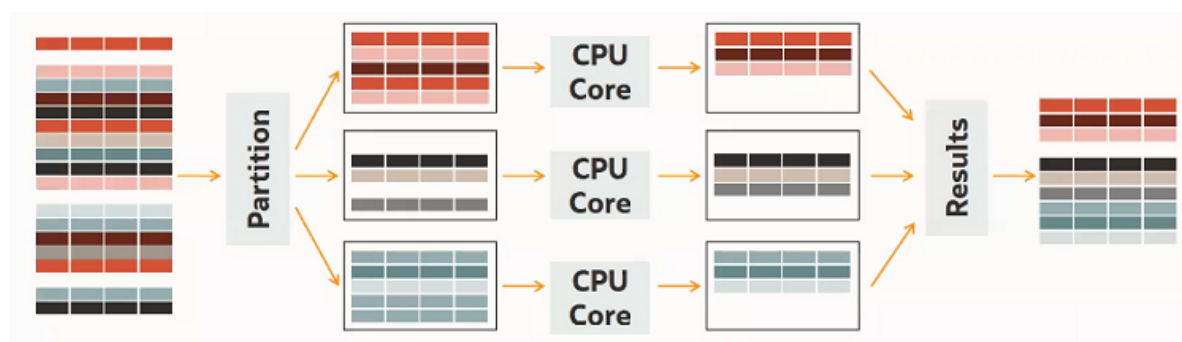 Partition
CPU
Core
CPU
Core
CPU
Core
Results